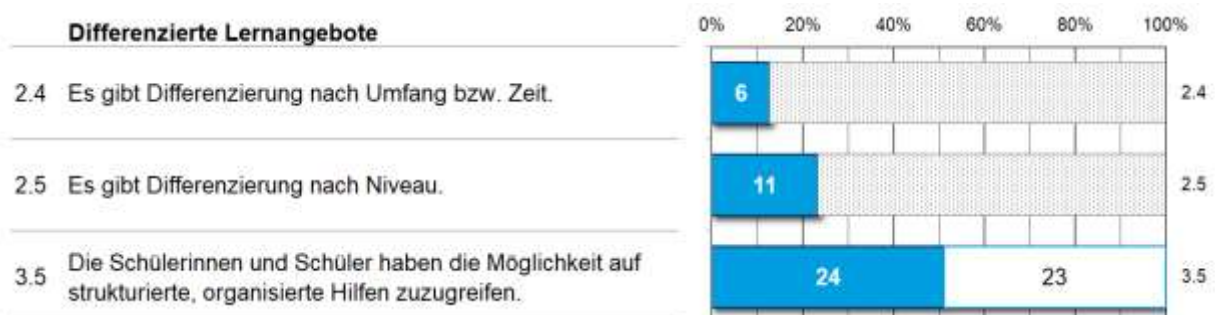 Differenzierte Lernangebote
0% 20% 40% 60% 80% 100%
2.4 Es gibt Differenzierung nach Umfang bzw. Zeit. 6 2.4
2.5 Es gibt Differenzierung nach Niveau. 11 2.5
3.5 Die Schülerinnen und Schüler haben die Möglichkeit auf
strukturierte, organisierte Hilfen zuzugreifen. 24 23 3.5